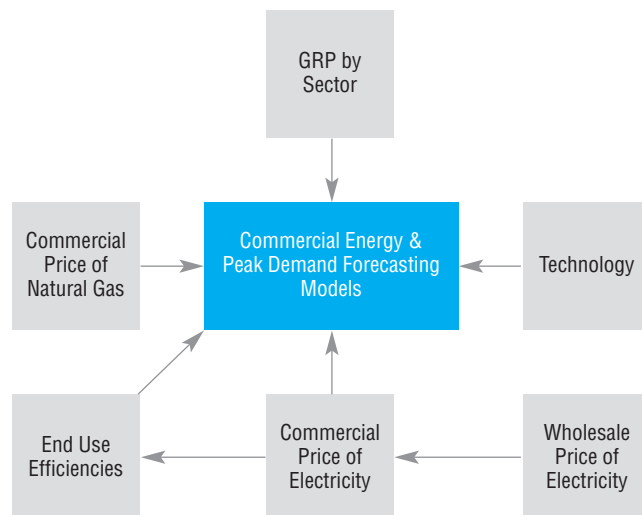 GRP by
Sector
Commercial
Price of
Natural Gas
Commercial Energy &
Peak Demand Forecasting
Models
Technology
End Use
Efficiencies
Commercial
Price of
Electricity
Wholesale
Price of
Electricity